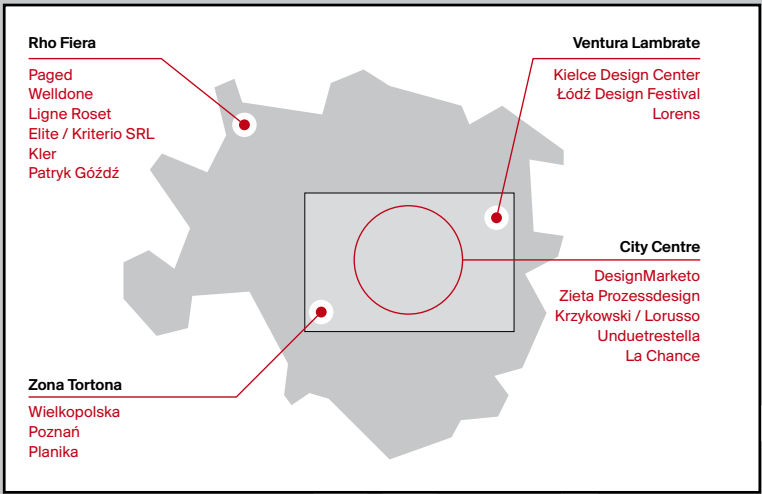 Rho Fiera
Paged
Welldone
Ligne Roset
Elite / Kriterio SRL
Kler
Patryk Góźdź
Ventura Lambrate
Kielce Design Center
Łódź Design Festival
Lorens
City Centre
DesignMarketo
Zieta Prozessdesign
Krzykowski / Lorusso
Unduetrestella
La Chance
Zona Tortona
Wielkopolska
Poznań
Planika